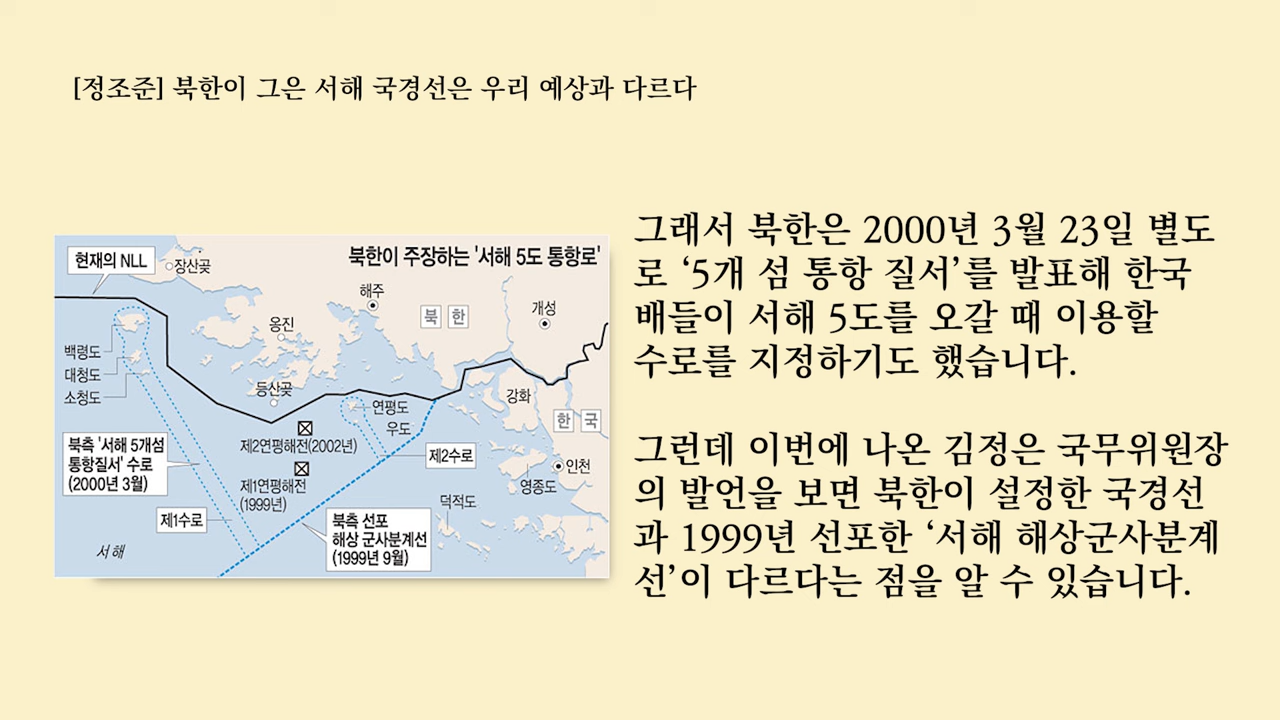 [정조준] 북한이 그은 서해 국경선은 우리 예상과 다르다
북한이 주장하는 '서해 5도 통항로'
현재의 NLL
장산곶
해주
개성
북 한
옹진
백령도
대청도
소청도
등산곶
강화
연평도
우도
한 국
제2연평해전(2002년)
북측 '서해 5개섬
통항질서' 수로
(2000년 3월)
제2수로
인천
제1연평해전
(1999년)
영종도
덕적도
제1수로
북측 선포
해상 군사분계선
(1999년 9월)
서해
그래서 북한은 2000년 3월 23일 별도
로 ‘5개 섬 통항 질서’를 발표해 한국
배들이 서해 5도를 오갈 때 이용할
수로를 지정하기도 했습니다.
그런데 이번에 나온 김정은 국무위원장
의 발언을 보면 북한이 설정한 국경선
과 1999년 선포한 ‘서해 해상군사분계
선’이 다르다는 점을 알 수 있습니다.